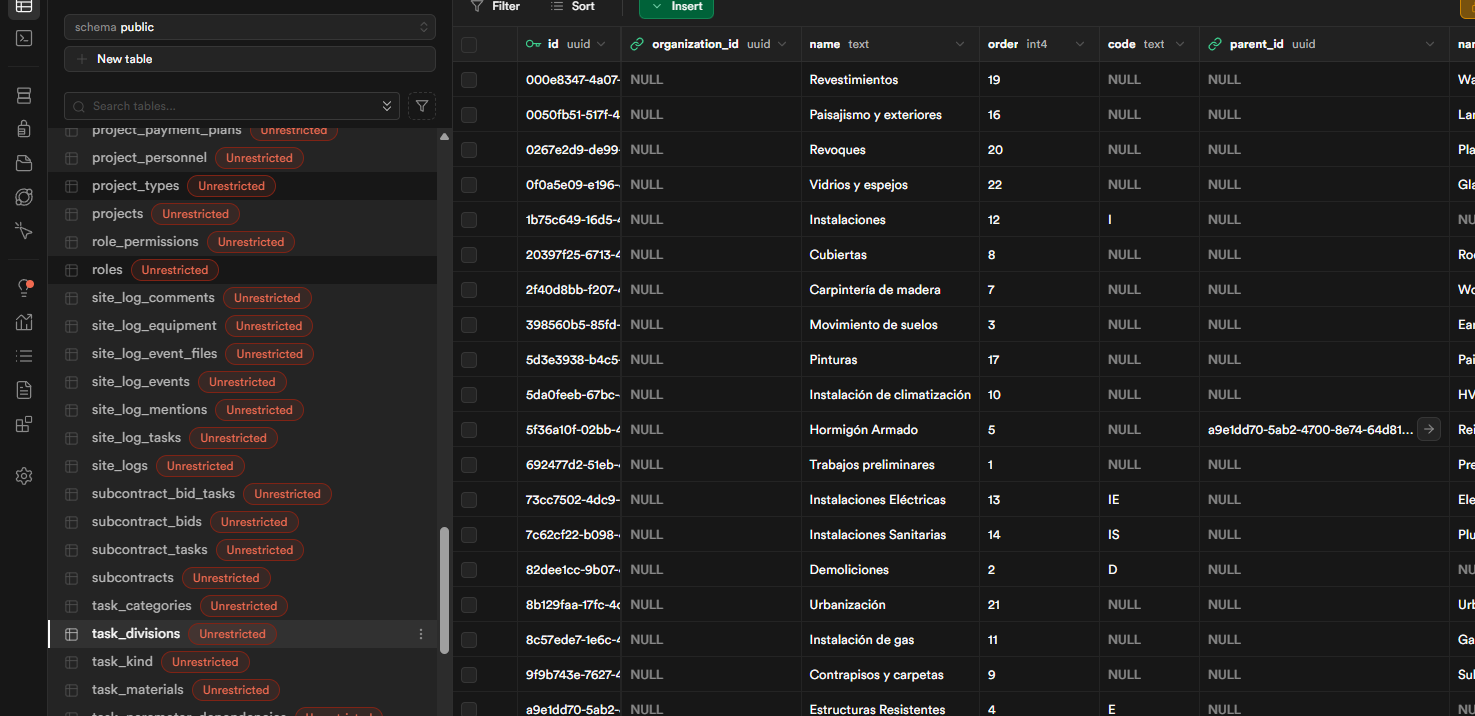 Filter Sort Insert
schema public
New table
Search tables...
project_payment_plans Unrestricted
project_personnel Unrestricted
project_types Unrestricted
projects Unrestricted
role_permissions Unrestricted
roles Unrestricted
site_log_comments Unrestricted
site_log_equipment Unrestricted
site_log_event_files Unrestricted
site_log_events Unrestricted
site_log_mentions Unrestricted
site_log_tasks Unrestricted
site_logs Unrestricted
subcontract_bid_tasks Unrestricted
subcontract_bids Unrestricted
subcontract_tasks Unrestricted
subcontracts Unrestricted
task_categories Unrestricted
task_divisions Unrestricted
task_kind Unrestricted
task_materials Unrestricted
id uuid organization_id uuid name text order int4 code text parent_id uuid
000e8347-4a07- NULL Revestimientos 19 NULL NULL Wa
0050fb51-517f-4 NULL Paisajismo y exteriores 16 NULL NULL Lan
0267e2d9-de99- NULL Revoques 20 NULL NULL Pla
0f0a5e09-e196- NULL Vidrios y espejos 22 NULL NULL Gla
1b75c649-16d5-4 NULL Instalaciones 12 I NULL NU
20397f25-6713-4 NULL Cubiertas 8 NULL NULL Roo
2f40d8bb-f207- NULL Carpintería de madera 7 NULL NULL Wo
398560b5-85fd- NULL Movimiento de suelos 3 NULL NULL Ear
5d3e3938-b4c5- NULL Pinturas 17 NULL NULL Pai
5da0feeb-67bc- NULL Instalación de climatización 10 NULL NULL HV
5f36a10f-02bb-4 NULL Hormigón Armado 5 NULL a9e1dd70-5ab2-4700-8e74-64d81... Rei
692477d2-51eb- NULL Trabajos preliminares 1 NULL NULL Pre
73cc7502-4dc9- NULL Instalaciones Eléctricas 13 IE NULL Ele
7c62cf22-b098- NULL Instalaciones Sanitarias 14 IS NULL Plu
82dee1cc-9b07- NULL Demoliciones 2 D NULL NU
8b129faa-17fc-4c NULL Urbanización 21 NULL NULL Urb
8c57ede7-1e6c-4 NULL Instalación de gas 11 NULL NULL Ga
9f9b743e-7627-4 NULL Contrapisos y carpetas 9 NULL NULL Sul
a9e1dd70-5ab2- NULL Estructuras Resistentes 4 E NULL NU